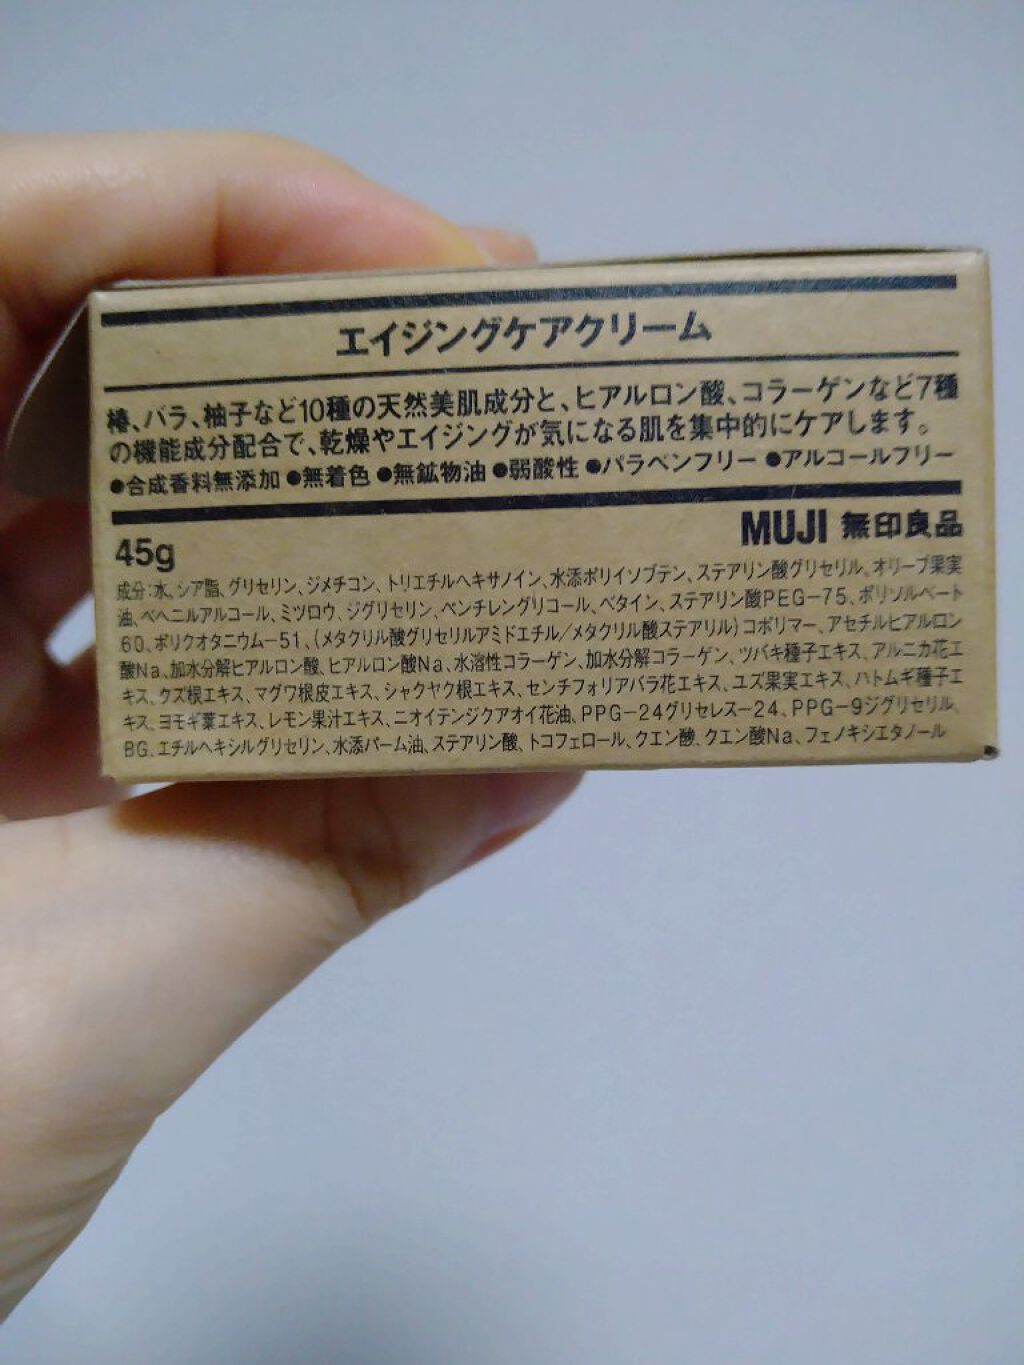 エイジングケアクリーム
椿、バラ、柚子など10種の天然美肌成分と、ヒアルロン酸、コラーゲンなど7種
の機能成分配合で、乾燥やエイジングが気になる肌を集中的にケアします。
●合成香料無添加 ●無着色 ●無鉱物油 ●弱酸性 ●パラベンフリー ●アルコールフリー
45g
MUJI 無印良品
成分:水、シア脂、グリセリン、ジメチコン、トリエチルヘキサノイン、水添ポリイソブテン、ステアリン酸グリセリル、オリーブ果実
油、ベヘニルアルコール、ミツロウ、ジグリセリン、ペンチレングリコール、ベタイン、ステアリン酸PEG-75、ポリソルベート
60、ポリクオタニウム-51、(メタクリル酸グリセリルアミドエチル/メタクリル酸ステアリル)コポリマー、アセチルヒアルロン
酸Na、加水分解ヒアルロン酸、ヒアルロン酸Na、水溶性コラーゲン、加水分解コラーゲン、ツバキ種子エキス、アルニカ花エ
キス、クズ根エキス、マグワ根皮エキス、シャクヤク根エキス、センチフォリアバラ花エキス、ユズ果実エキス、ハトムギ種子エ
キス、ヨモギ葉エキス、レモン果汁エキス、ニオイテンジクアオイ花油、PPG-24グリセレス-24、PPG-9ジグリセリル、
BG、エチルヘキシルグリセリン、水添パーム油、ステアリン酸、トコフェロール、クエン酸、クエン酸Na、フェノキシエタノール